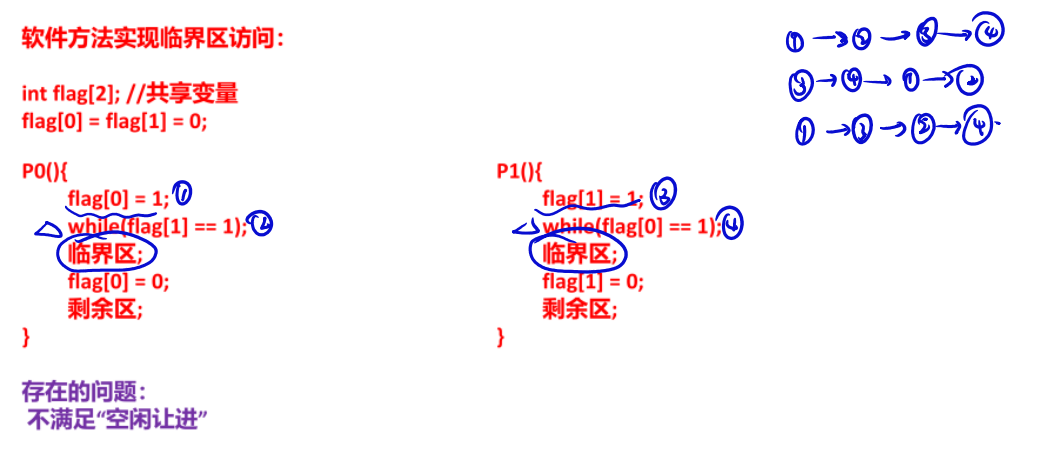 软件方法实现临界区访问：
① → ② → ③ → ④
③ → ④ → ① → ②
int flag[2]; //共享变量
flag[0] = flag[1] = 0;
① → ③ → ② → ④
P0(){
P1(){
flag[0] = 1; ①
flag[1] = 1; ③
while(flag[1] == 1); ②
while(flag[0] == 1); ④
临界区;
临界区;
flag[0] = 0;
flag[1] = 0;
剩余区;
剩余区;
}
}
存在的问题：
不满足“空闲让进”